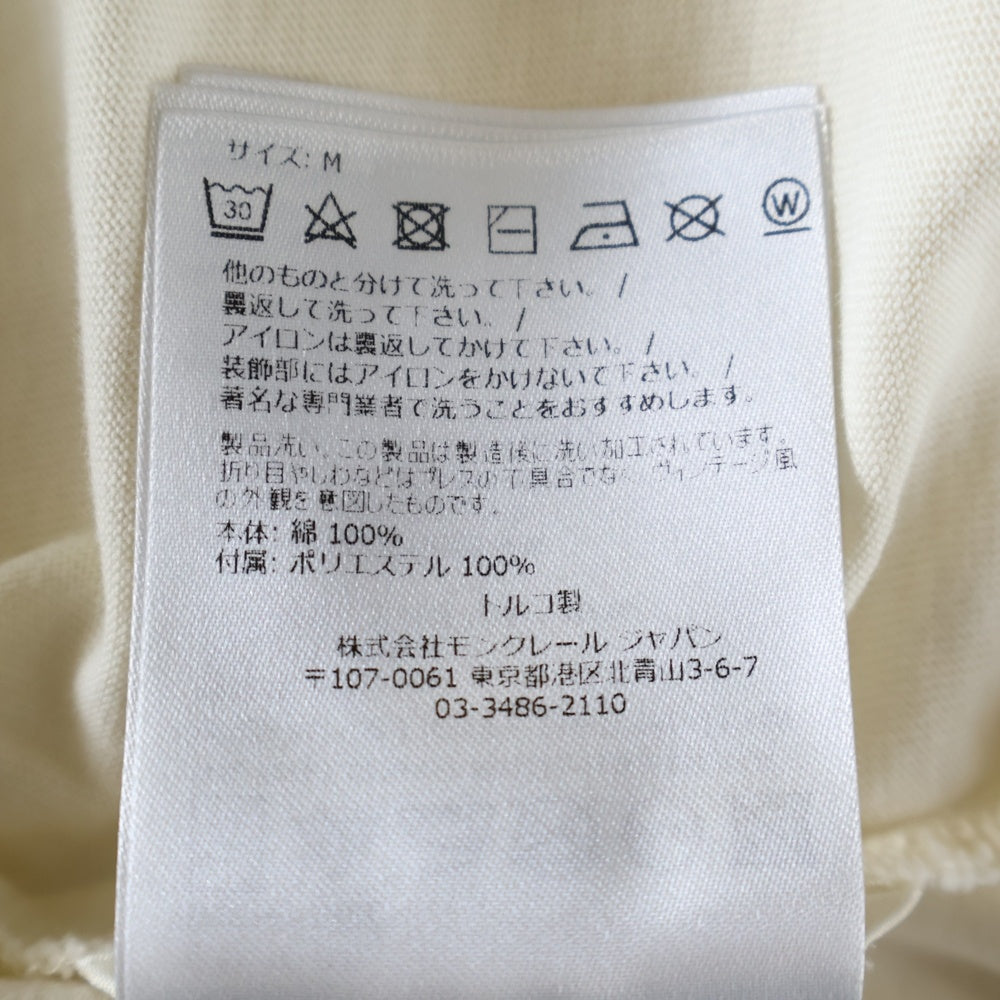 サイズ: M
30
W
他のものと分けて洗って下さい。 /
裏返して洗って下さい。 /
アイロンは裏返してかけて下さい。 /
装飾部にはアイロンをかけないで下さい。 /
著名な専門業者で洗うことをおすすめします。
製品洗い、この製品は製造後に洗い加工されています。
折り目やしわなどはプレスの不具合でなく、ヴィンテージ風
の外観を意図したものです。
本体: 綿 100%
付属: ポリエステル 100%
トルコ製
株式会社モンクレール ジャパン
〒107-0061 東京都港区北青山3-6-7
03-3486-2110